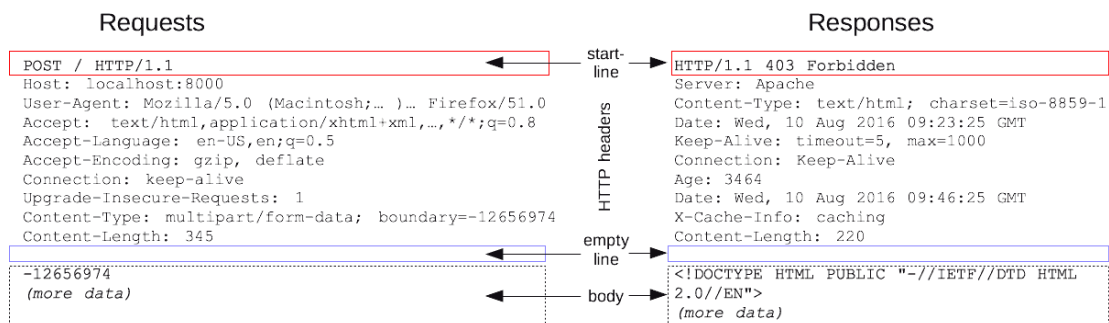 Requests
POST / HTTP/1.1
Host: localhost:8000
User-Agent: Mozilla/5.0 (Macintosh;… )… Firefox/51.0
Accept: text/html,application/xhtml+xml,…,*/*;q=0.8
Accept-Language: en-US,en;q=0.5
Accept-Encoding: gzip, deflate
Connection: keep-alive
Upgrade-Insecure-Requests: 1
Content-Type: multipart/form-data; boundary=-12656974
Content-Length: 345
-12656974
(more data)
start-
line
HTTP headers
empty
line
body
Responses
HTTP/1.1 403 Forbidden
Server: Apache
Content-Type: text/html; charset=iso-8859-1
Date: Wed, 10 Aug 2016 09:23:25 GMT
Keep-Alive: timeout=5, max=1000
Connection: Keep-Alive
Age: 3464
Date: Wed, 10 Aug 2016 09:46:25 GMT
X-Cache-Info: caching
Content-Length: 220
<!DOCTYPE HTML PUBLIC "-//IETF//DTD HTML
2.0//EN">
(more data)